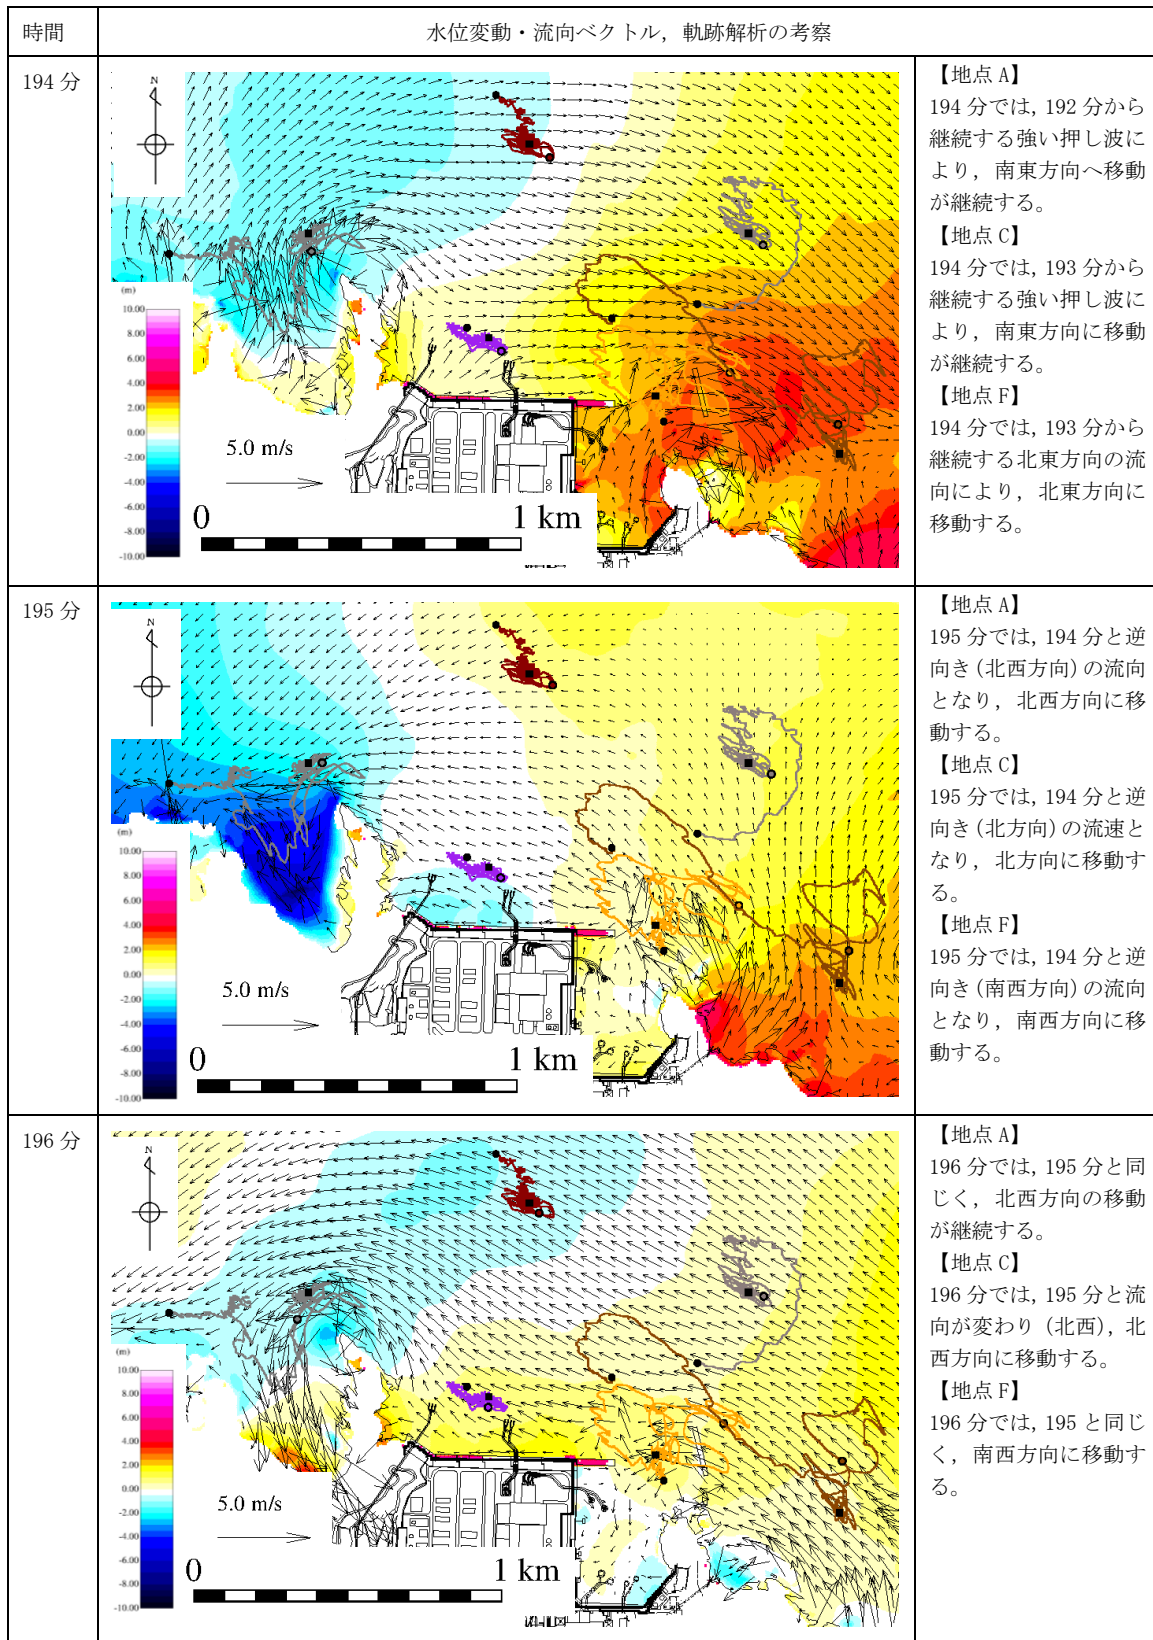 時間
水位変動・流向ベクトル，軌跡解析の考察
194 分
N
(m)
10.00
8.00
6.00
4.00
2.00
0.00
-2.00
-4.00
-6.00
-8.00
-10.00
5.0 m/s
0
1 km
【地点 A】
194 分では，192 分から
継続する強い押し波に
より，南東方向へ移動
が継続する。
【地点 C】
194 分では，193 分から
継続する強い押し波に
より，南東方向に移動
が継続する。
【地点 F】
194 分では，193 分から
継続する北東方向の流
向により，北東方向に
移動する。
195 分
N
(m)
10.00
8.00
6.00
4.00
2.00
0.00
-2.00
-4.00
-6.00
-8.00
-10.00
5.0 m/s
0
1 km
【地点 A】
195 分では，194 分と逆
向き（北西方向）の流向
となり，北西方向に移
動する。
【地点 C】
195 分では，194 分と逆
向き（北方向）の流速と
なり，北方向に移動す
る。
【地点 F】
195 分では，194 分と逆
向き（南西方向）の流向
となり，南西方向に移
動する。
196 分
N
(m)
10.00
8.00
6.00
4.00
2.00
0.00
-2.00
-4.00
-6.00
-8.00
-10.00
5.0 m/s
0
1 km
【地点 A】
196 分では，195 分と同
じく，北西方向の移動
が継続する。
【地点 C】
196 分では，195 分と流
向が変わり（北西），北
西方向に移動する。
【地点 F】
196 分では，195 と同じ
く，南西方向に移動す
る。